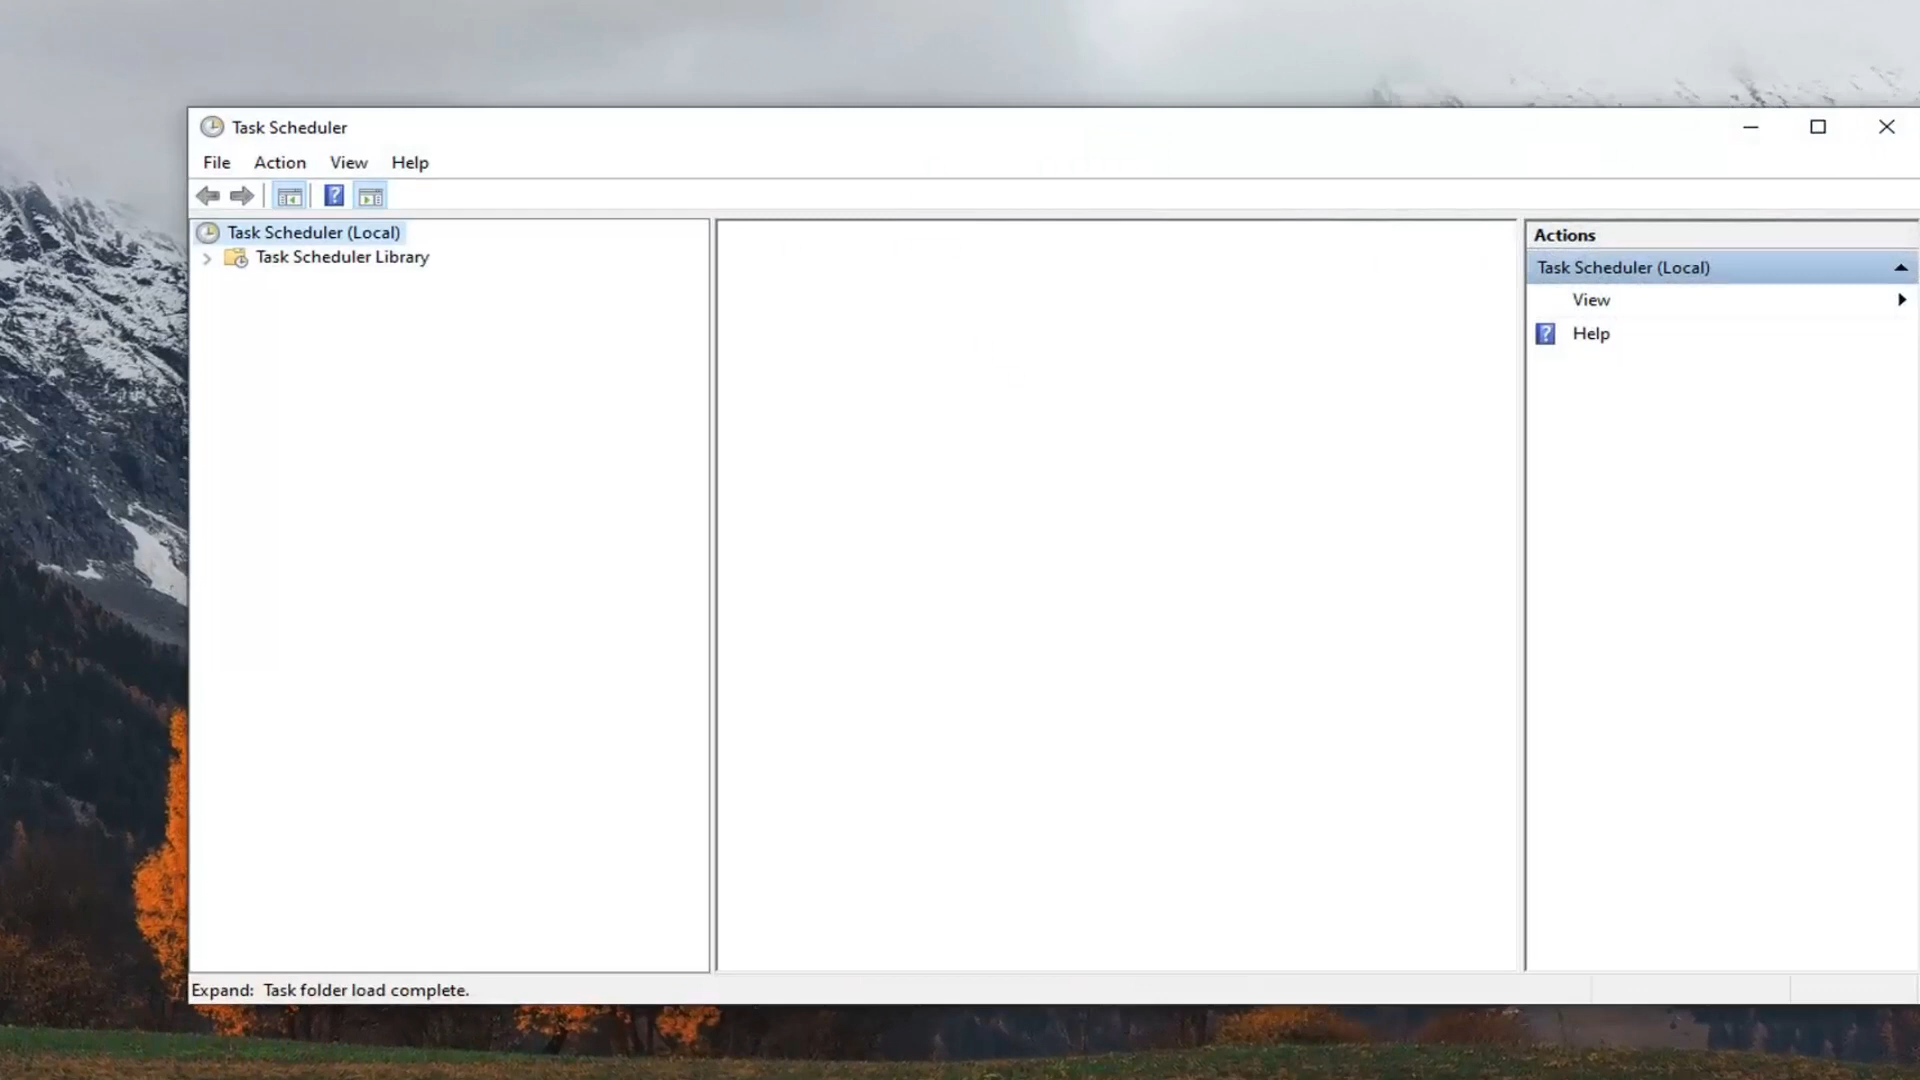 Task Scheduler
File Action View Help
Task Scheduler (Local)
Task Scheduler Library
Actions
Task Scheduler (Local)
View
Help
Expand: Task folder load complete.